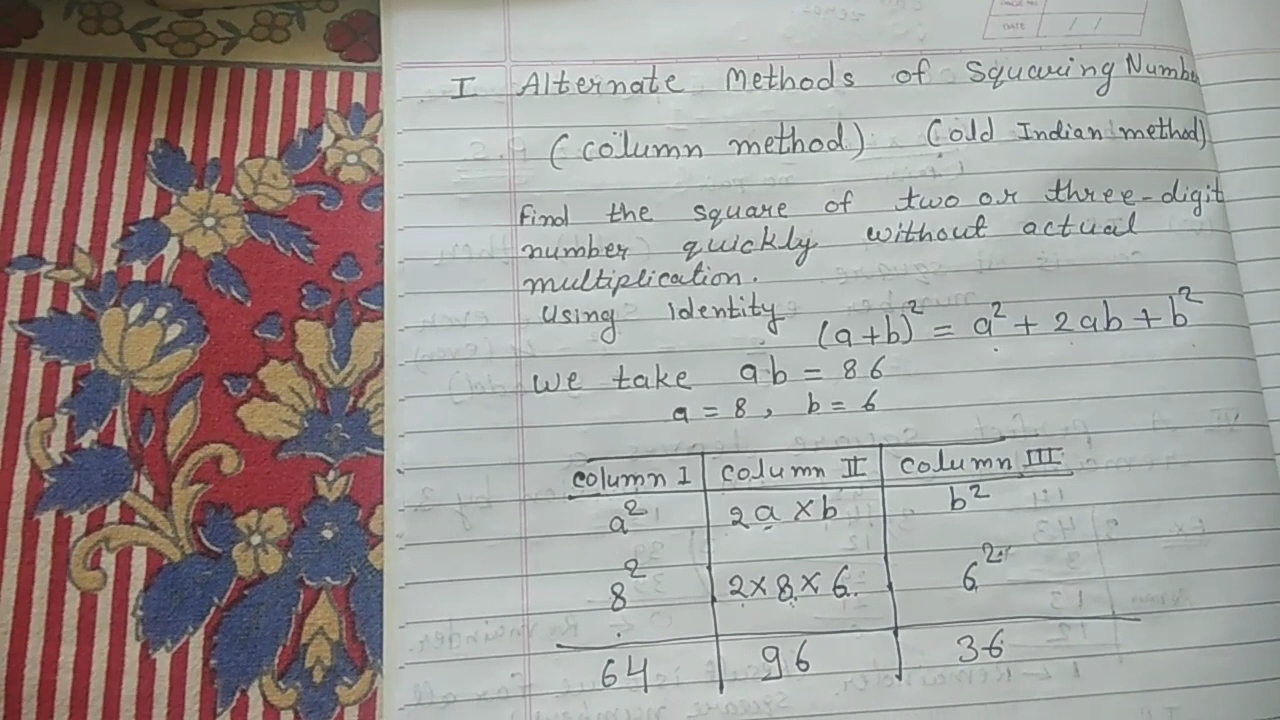 DATE / /
I Alternate Methods of Squaring Numbe
(column method) (old Indian method)
Find the square of two or three-digit
number quickly without actual
multiplication.
Using identity (a+b)² = a² + 2ab + b²
We take ab = 86
a = 8, b = 6
column I column II column III
a² 2a × b b²
8² 2×8×6 6²
64 96 36